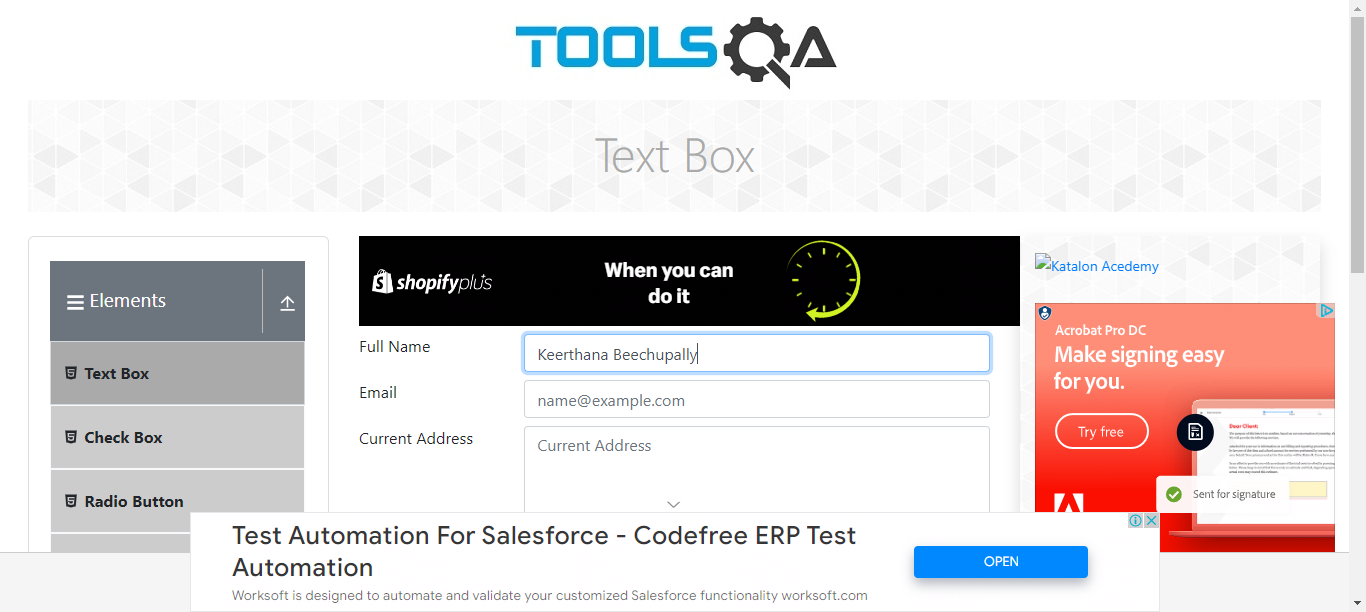 TOOLSQA
Text Box
Elements
Text Box
Check Box
Radio Button
shopifyplus
When you can
do it
Full Name
Keerthana Beechupally
Email
name@example.com
Current Address
Current Address
Katalon Acedemy
Acrobat Pro DC
Make signing easy
for you.
Try free
Dear Client:
Sent for signature
Test Automation For Salesforce - Codefree ERP Test
Automation
Worksoft is designed to automate and validate your customized Salesforce functionality worksoft.com
OPEN